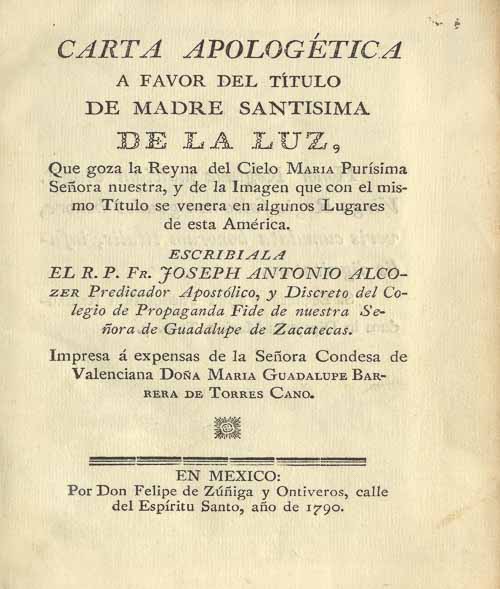 CARTA APOLOGÉTICA
A FAVOR DEL TÍTULO
DE MADRE SANTISIMA
DE LA LUZ,
Que goza la Reyna del Cielo MARIA Purísima
Señora nuestra, y de la Imagen que con el mis-
mo Título se venera en algunos Lugares
de esta América.
ESCRIBIALA
EL R. P. FR. JOSEPH ANTONIO ALCO-
ZER Predicador Apostólico, y Discreto del Co-
legio de Propaganda Fide de nuestra Se-
ñora de Guadalupe de Zacatecas.
Impresa á expensas de la Señora Condesa de
Valenciana DOÑA MARIA GUADALUPE BAR-
RERA DE TORRES CANO.
EN MEXICO:
Por Don Felipe de Zúñiga y Ontiveros, calle
del Espíritu Santo, año de 1790.